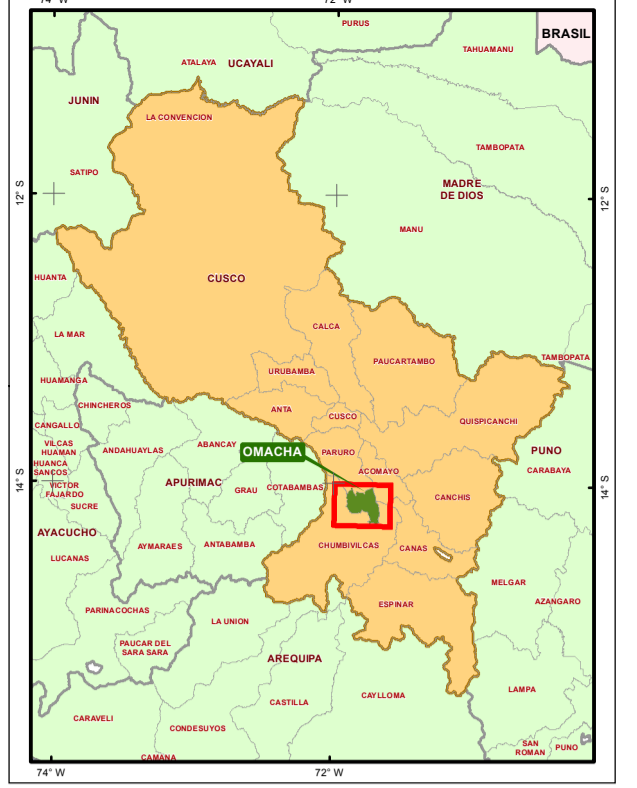 74° W
72° W
PURUS
BRASIL
TAHUAMANU
ATALAYA
UCAYALI
JUNIN
LA CONVENCION
TAMBOPATA
SATIPO
MADRE
DE DIOS
12° S
12° S
MANU
HUANTA
CUSCO
CALCA
LA MAR
PAUCARTAMBO
TAMBOPATA
URUBAMBA
HUAMANGA
CHINCHEROS
ANTA
CUSCO
QUISPICANCHI
CANGALLO
VILCAS
HUAMAN
ANDAHUAYLAS
ABANCAY
OMACHA
PARURO
PUNO
HUANCA
SANCOS
ACOMAYO
CARABAYA
14° S
14° S
VICTOR
FAJARDO
APURIMAC
GRAU
COTABAMBAS
CANCHIS
SUCRE
AYACUCHO
AYMARAES
ANTABAMBA
CHUMBIVILCAS
CANAS
LUCANAS
MELGAR
PARINACOCHAS
ESPINAR
AZANGARO
LA UNION
PAUCAR DEL
SARA SARA
AREQUIPA
LAMPA
CASTILLA
CAYLLOMA
CARAVELI
CONDESUYOS
SAN
ROMAN
PUNO
CAMANA
74° W
72° W